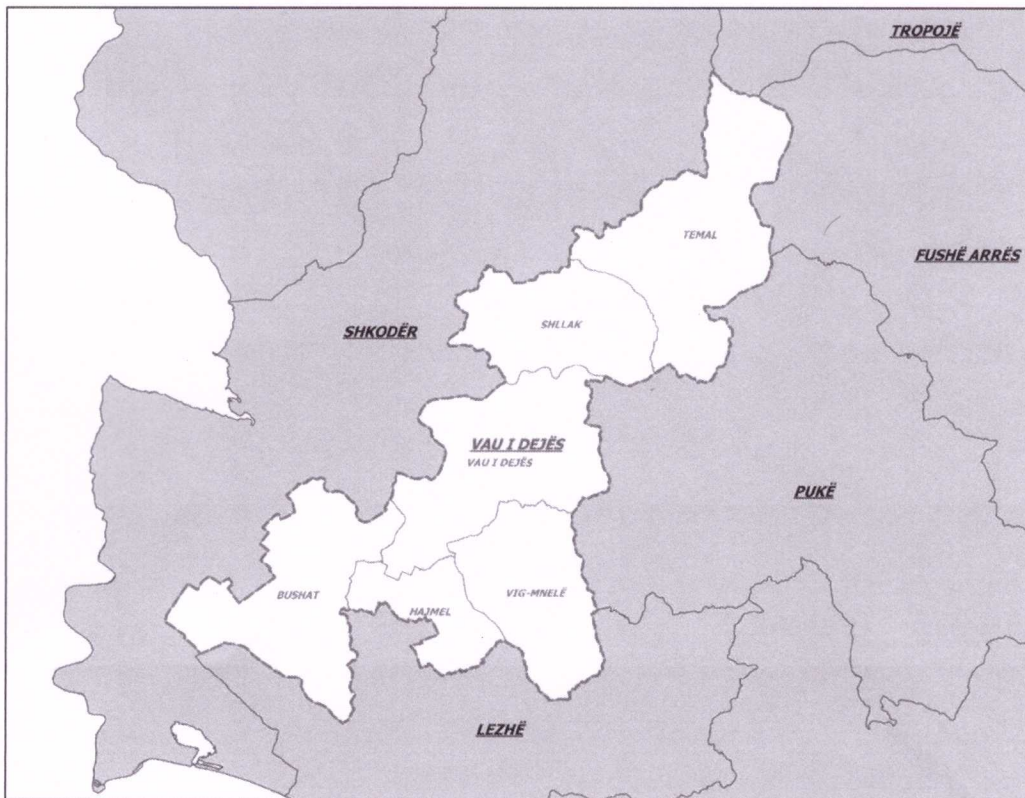 TROPOJË
TEMAL
FUSHË ARRËS
SHKODËR
SHLLAK
VAU I DEJËS
VAU I DEJËS
PUKË
BUSHAT
VIG-MNELË
HAJMEL
LEZHË